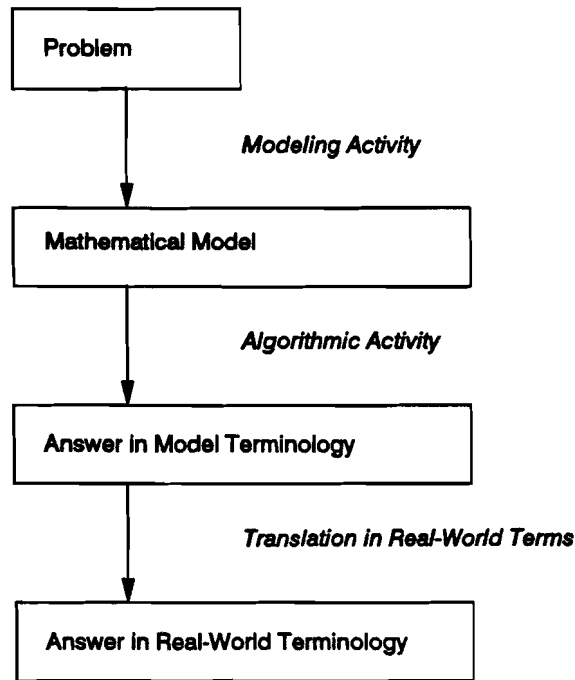 Problem
Modeling Activity
Mathematical Model
Algorithmic Activity
Answer in Model Terminology
Translation in Real-World Terms
Answer in Real-World Terminology